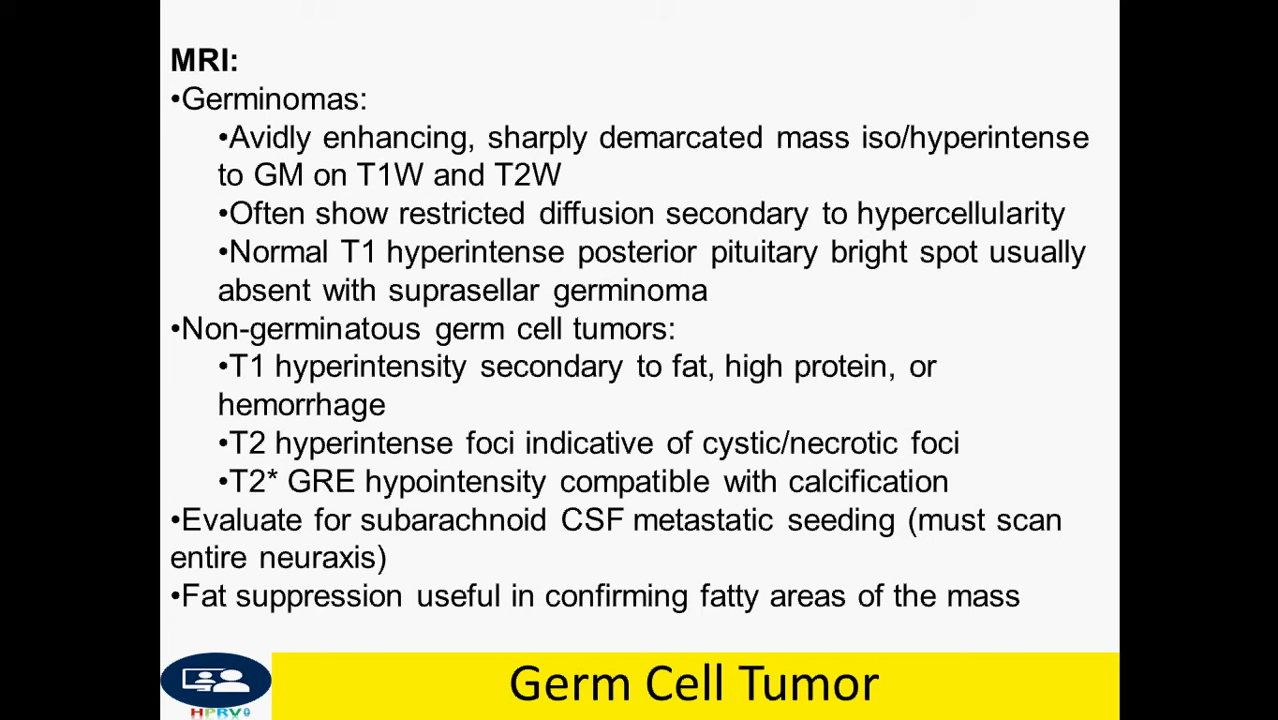 MRI:
•Germinomas:
•Avidly enhancing, sharply demarcated mass iso/hyperintense
to GM on T1W and T2W
•Often show restricted diffusion secondary to hypercellularity
•Normal T1 hyperintense posterior pituitary bright spot usually
absent with suprasellar germinoma
•Non-germinatous germ cell tumors:
•T1 hyperintensity secondary to fat, high protein, or
hemorrhage
•T2 hyperintense foci indicative of cystic/necrotic foci
•T2* GRE hypointensity compatible with calcification
•Evaluate for subarachnoid CSF metastatic seeding (must scan
entire neuraxis)
•Fat suppression useful in confirming fatty areas of the mass
Germ Cell Tumor